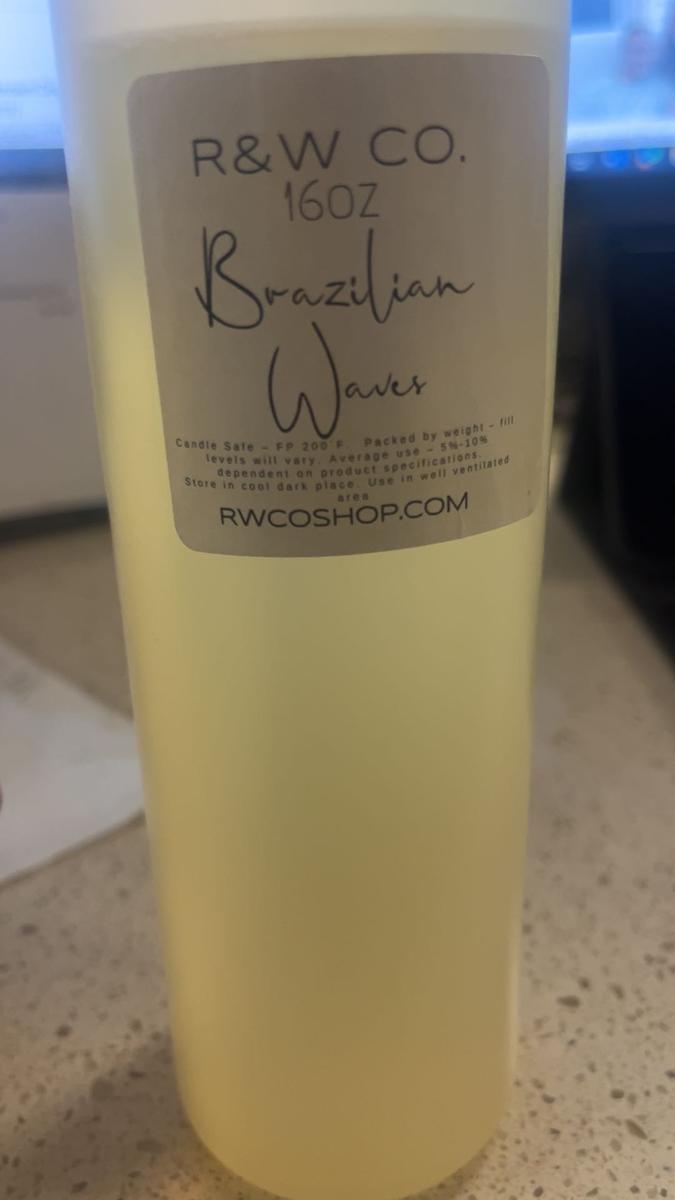 R&W CO.
16OZ
Brazilian
Waves
Candle Safe – FP 200 F. Packed by weight – fill
levels will vary. Average use – 5%-10%
dependent on product specifications.
Store in cool dark place. Use in well ventilated
area
RWCOSHOP.COM